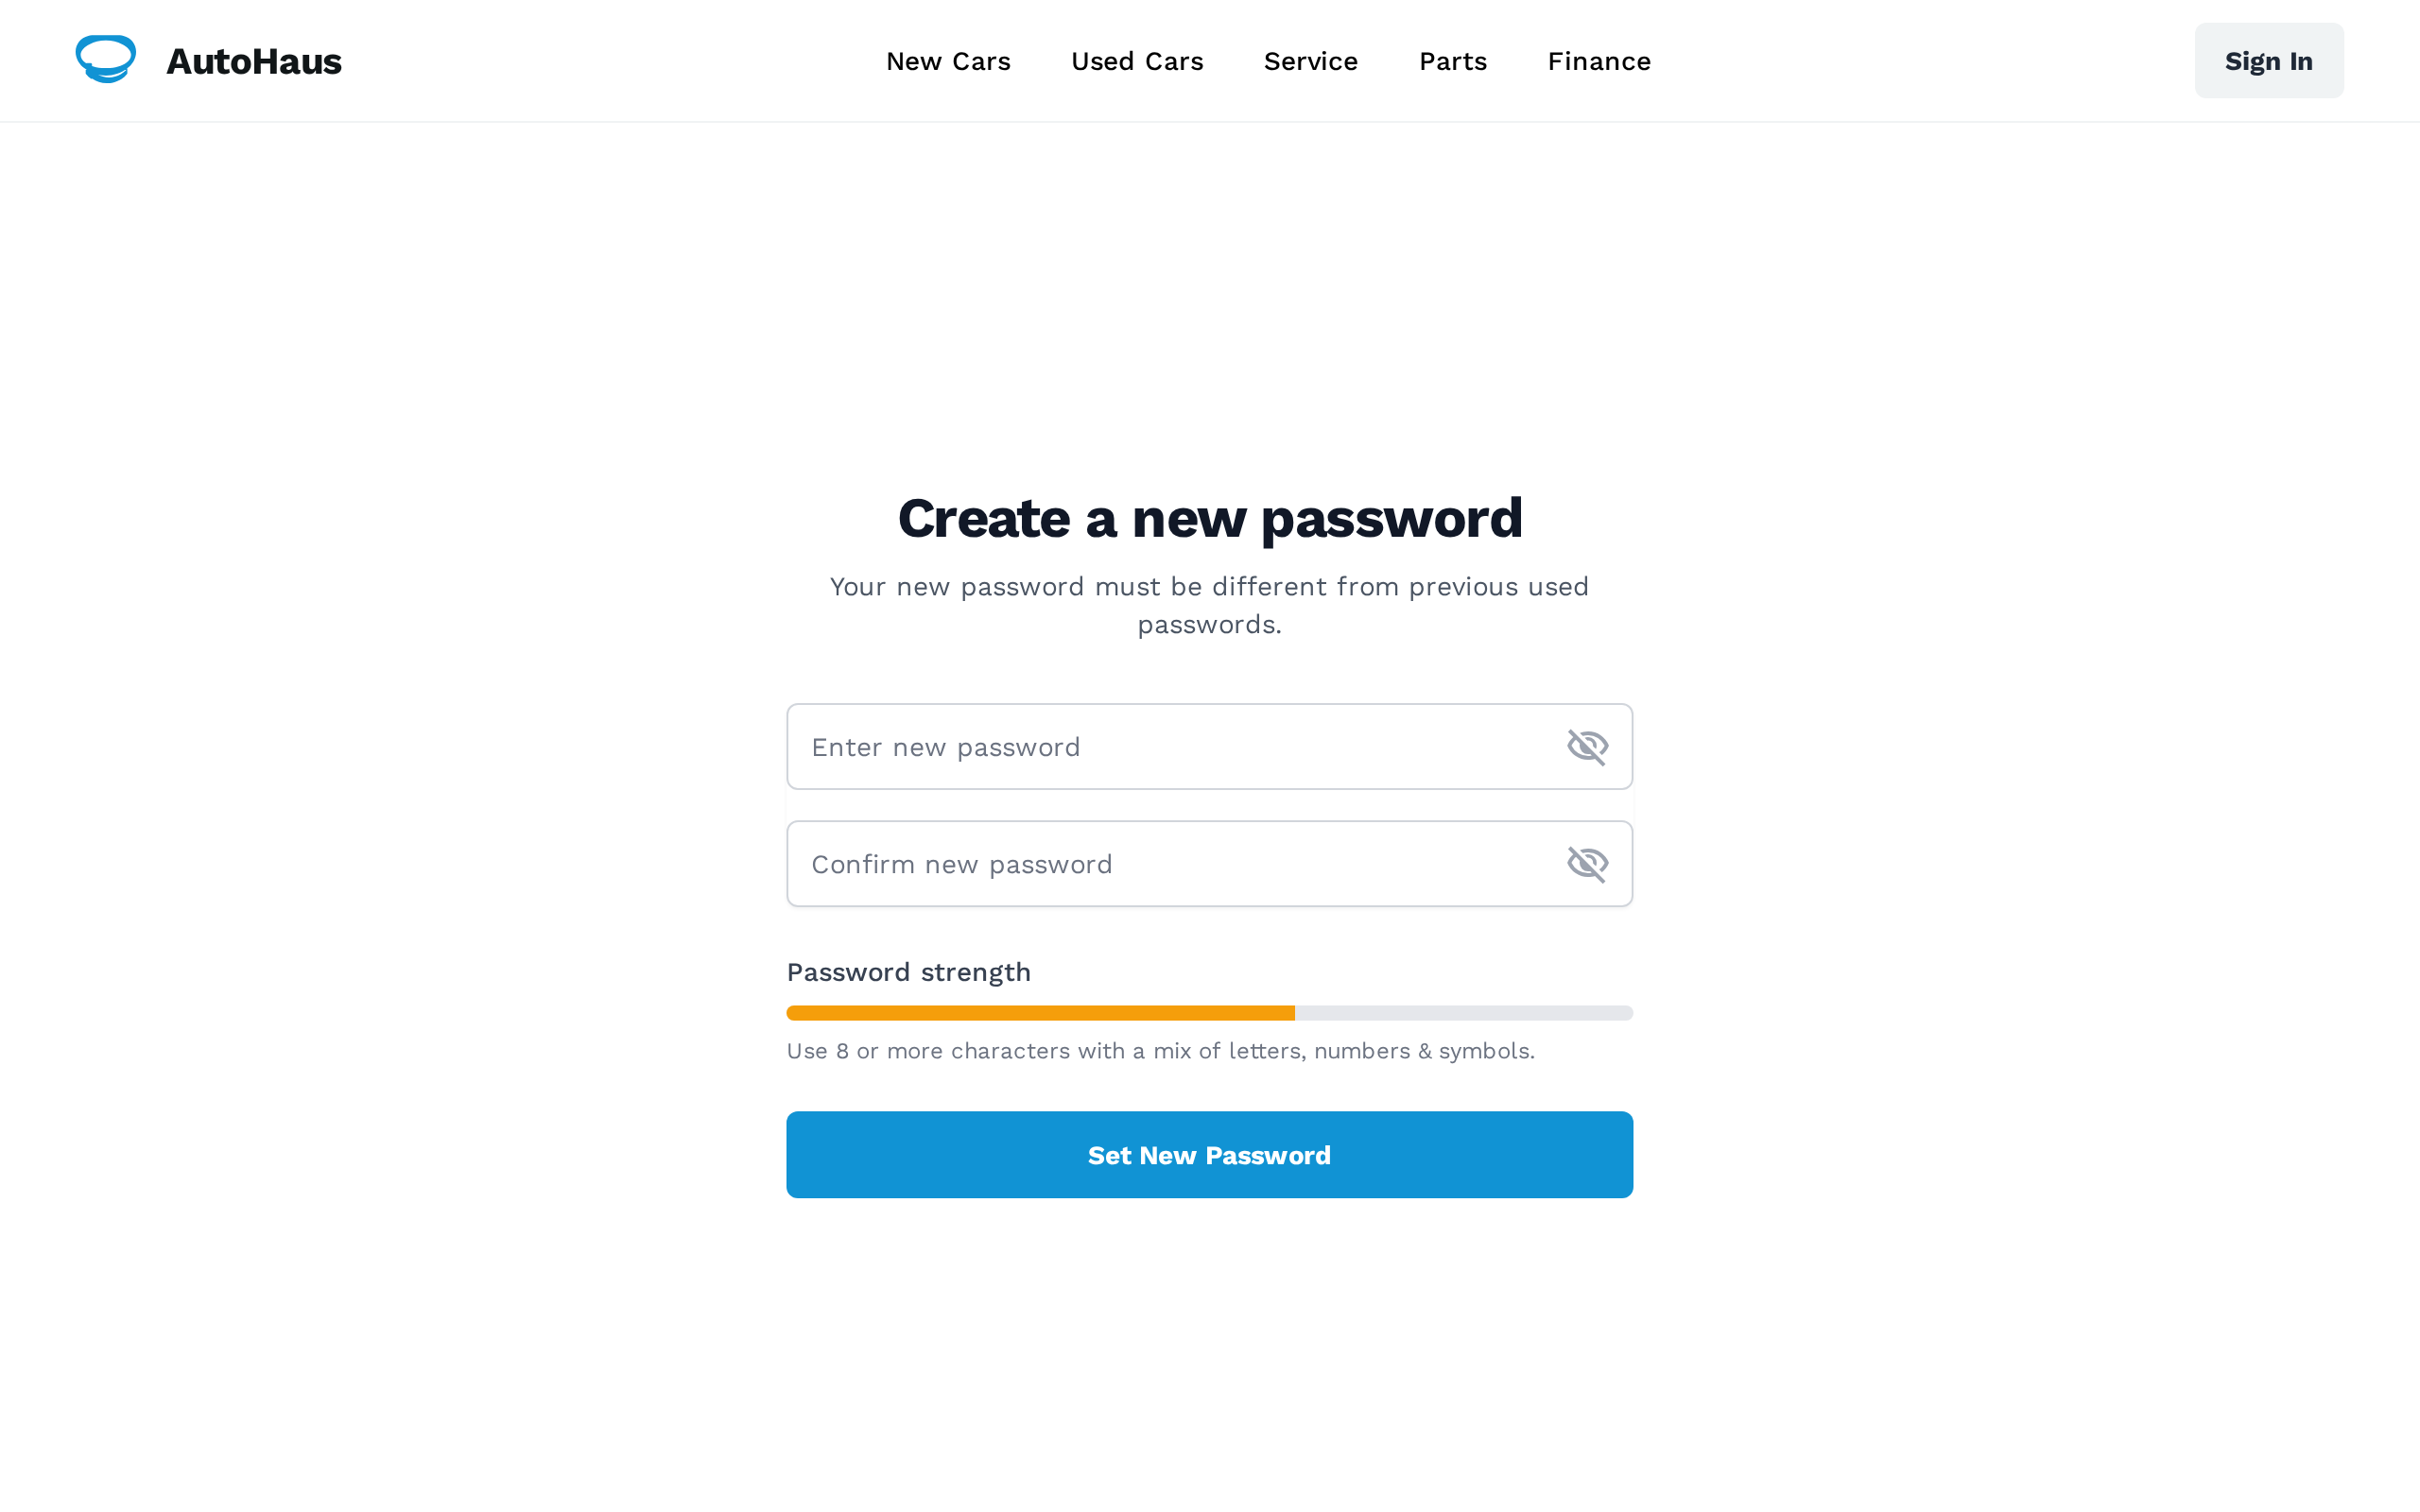 AutoHaus
New Cars
Used Cars
Service
Parts
Finance
Sign In
Create a new password
Your new password must be different from previous used
passwords.
Enter new password
Confirm new password
Password strength
Use 8 or more characters with a mix of letters, numbers & symbols.
Set New Password